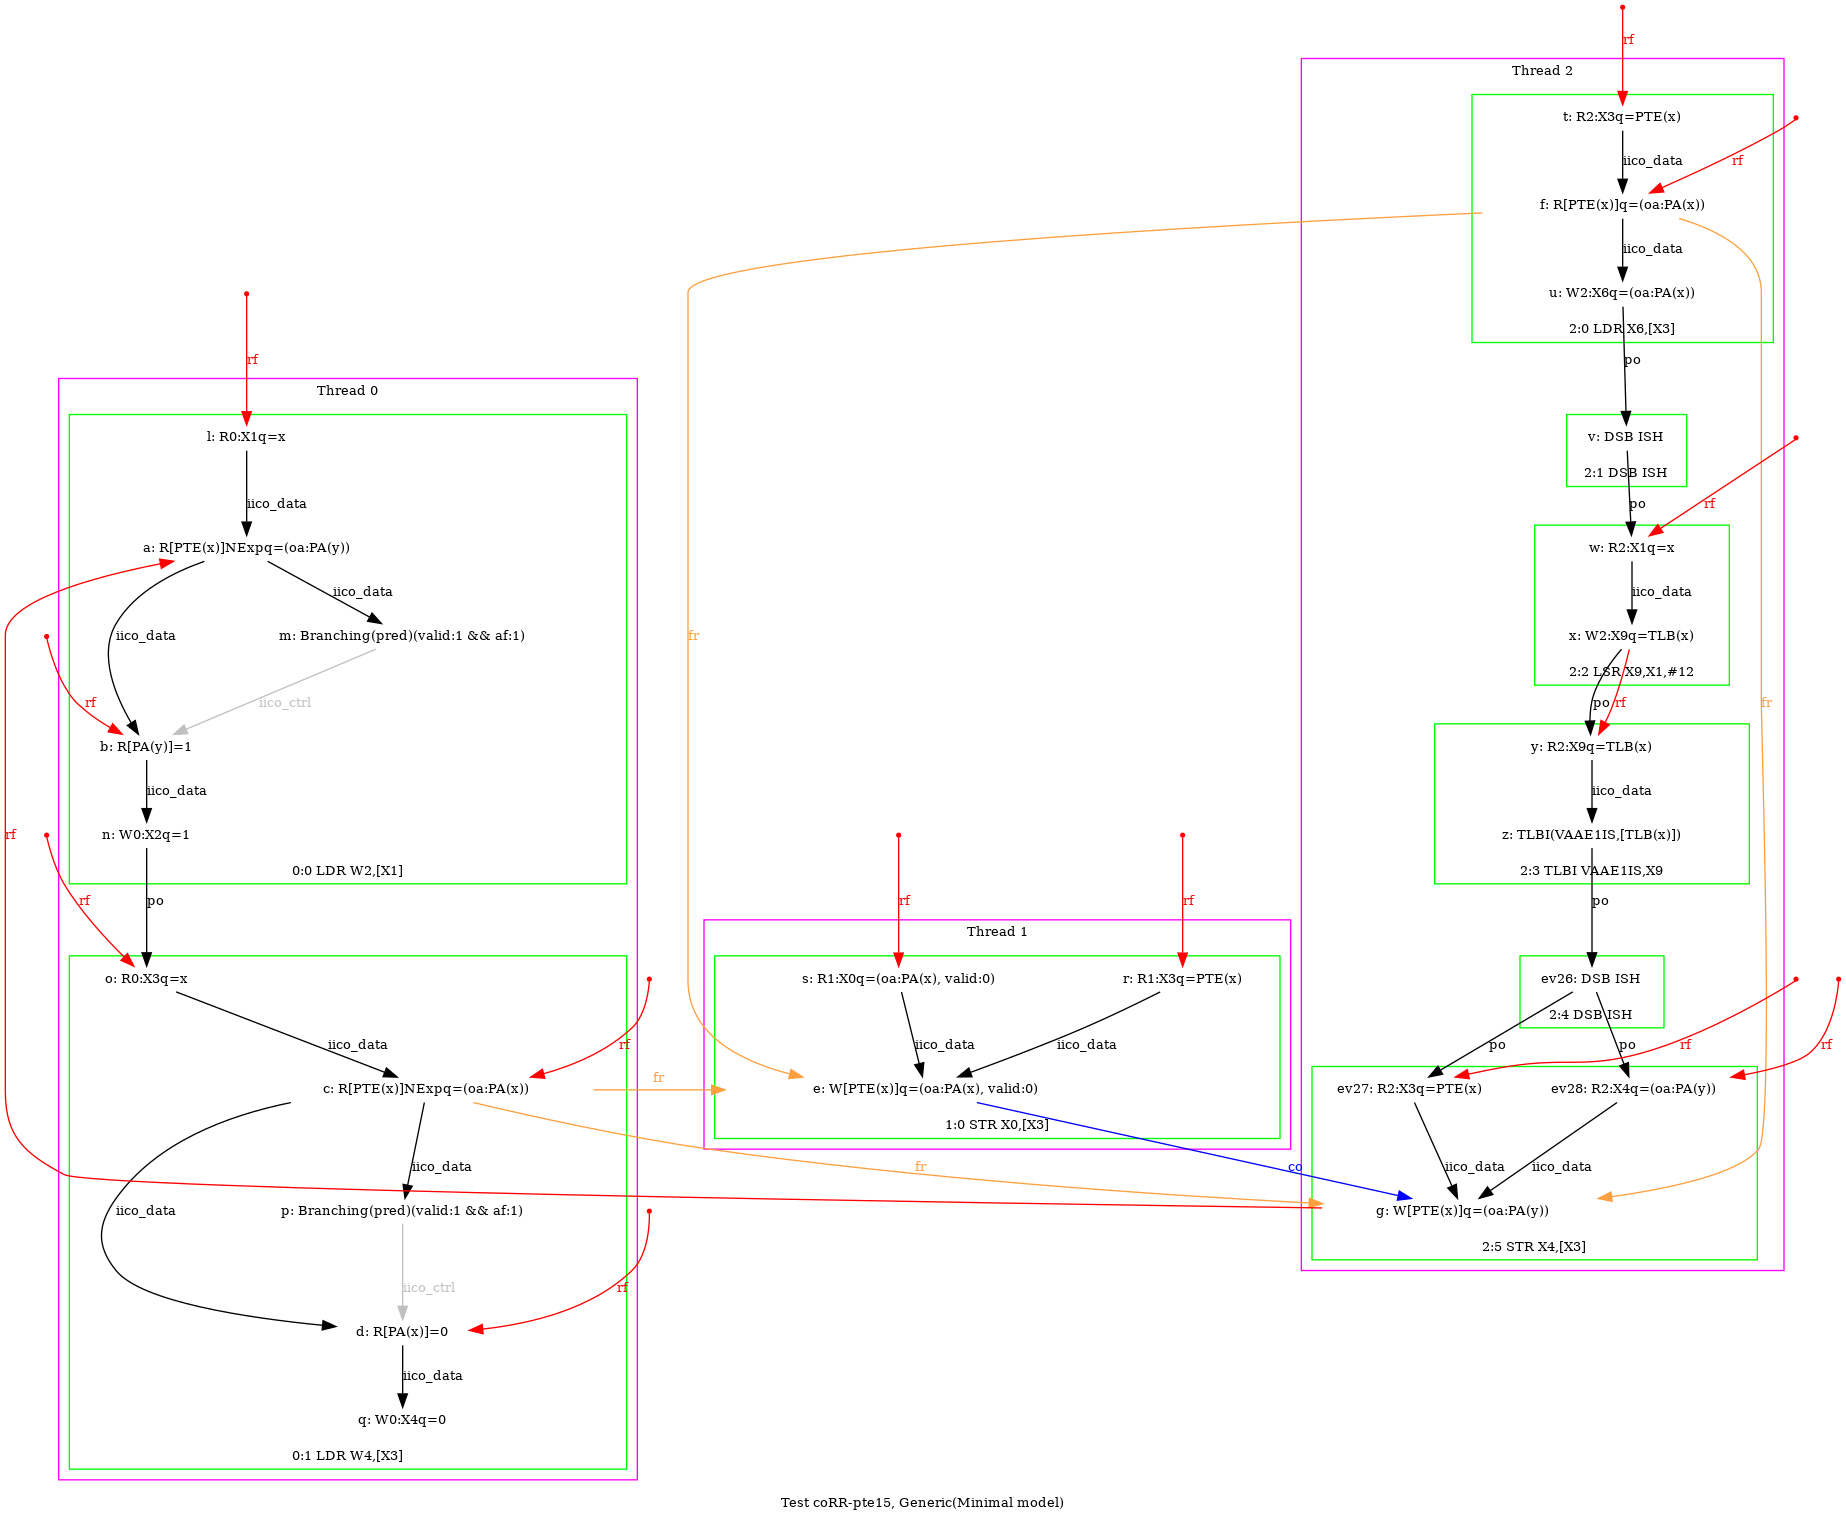 rf
Thread 2
t: R2:X3q=PTE(x)
iico_data
rf
f: R[PTE(x)]q=(oa:PA(x))
iico_data
u: W2:X6q=(oa:PA(x))
2:0 LDR X6,[X3]
rf
po
Thread 0
l: R0:X1q=x
v: DSB ISH
2:1 DSB ISH
iico_data
po
rf
a: R[PTE(x)]NExpq=(oa:PA(y))
w: R2:X1q=x
iico_data
iico_data
iico_data
m: Branching(pred)(valid:1 && af:1)
fr
x: W2:X9q=TLB(x)
2:2 LSR X9,X1,#12
rf
iico_ctrl
po
rf
fr
b: R[PA(y)]=1
y: R2:X9q=TLB(x)
iico_data
iico_data
rf
n: W0:X2q=1
z: TLBI(VAAE1IS,[TLB(x)])
0:0 LDR W2,[X1]
2:3 TLBI VAAE1IS,X9
rf
po
rf
rf
po
Thread 1
o: R0:X3q=x
s: R1:X0q=(oa:PA(x), valid:0)
r: R1:X3q=PTE(x)
ev26: DSB ISH
2:4 DSB ISH
iico_data
rf
iico_data
iico_data
po
po
rf
rf
fr
c: R[PTE(x)]NExpq=(oa:PA(x))
e: W[PTE(x)]q=(oa:PA(x), valid:0)
ev27: R2:X3q=PTE(x)
ev28: R2:X4q=(oa:PA(y))
1:0 STR X0,[X3]
iico_data
fr
co
iico_data
iico_data
iico_data
p: Branching(pred)(valid:1 && af:1)
g: W[PTE(x)]q=(oa:PA(y))
2:5 STR X4,[X3]
iico_ctrl
rf
d: R[PA(x)]=0
iico_data
q: W0:X4q=0
0:1 LDR W4,[X3]
Test coRR-pte15, Generic(Minimal model)